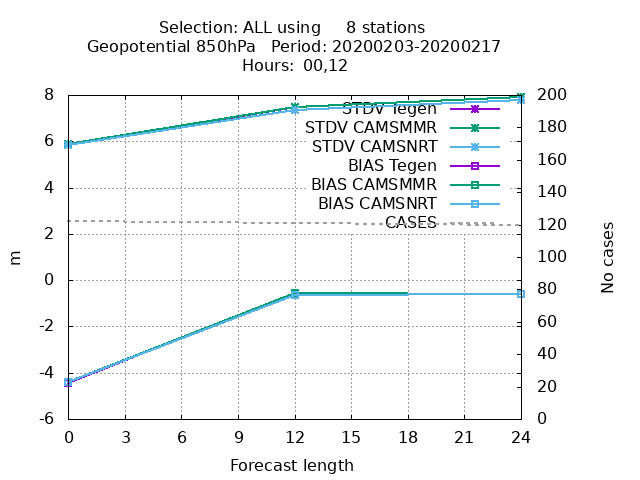 Selection: ALL using     8 stations
Geopotential 850hPa   Period: 20200203-20200217
Hours: 00,12
8
6
4
2
0
-2
-4
-6
m
STDV Tegen
STDV CAMSMMR
STDV CAMSNRT
BIAS Tegen
BIAS CAMSMMR
BIAS CAMSNRT
CASES
200
180
160
140
120
100
80
60
40
20
0
No cases
0 3 6 9 12 15 18 21 24
Forecast length